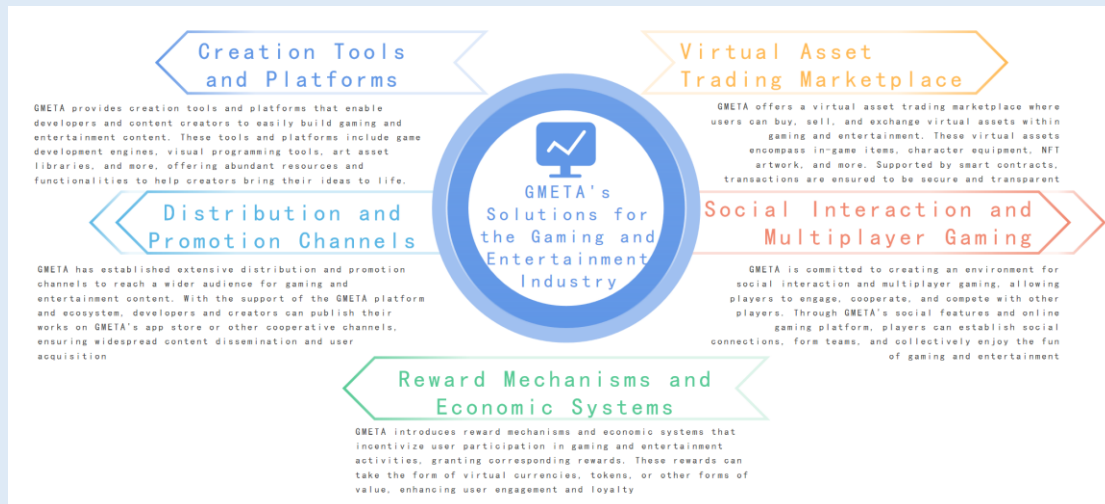 Creation Tools
and Platforms
GMETA provides creation tools and platforms that enable
developers and content creators to easily build gaming and
entertainment content. These tools and platforms include game
development engines, visual programming tools, art asset
libraries, and more, offering abundant resources and
functionalities to help creators bring their ideas to life.
Virtual Asset
Trading Marketplace
GMETA offers a virtual asset trading marketplace where
users can buy, sell, and exchange virtual assets within
gaming and entertainment. These virtual assets
encompass in-game items, character equipment, NFT
artwork, and more. Supported by smart contracts,
transactions are ensured to be secure and transparent
GMETA's
Solutions for
the Gaming and
Entertainment
Industry
Distribution and
Promotion Channels
GMETA has established extensive distribution and promotion
channels to reach a wider audience for gaming and
entertainment content. With the support of the GMETA platform
and ecosystem, developers and creators can publish their
works on GMETA's app store or other cooperative channels,
ensuring widespread content dissemination and user
acquisition
Social Interaction and
Multiplayer Gaming
GMETA is committed to creating an environment for
social interaction and multiplayer gaming, allowing
players to engage, cooperate, and compete with other
players. Through GMETA's social features and online
gaming platform, players can establish social
connections, form teams, and collectively enjoy the fun
of gaming and entertainment
Reward Mechanisms and
Economic Systems
GMETA introduces reward mechanisms and economic systems that
incentivize user participation in gaming and entertainment
activities, granting corresponding rewards. These rewards can
take the form of virtual currencies, tokens, or other forms of
value, enhancing user engagement and loyalty